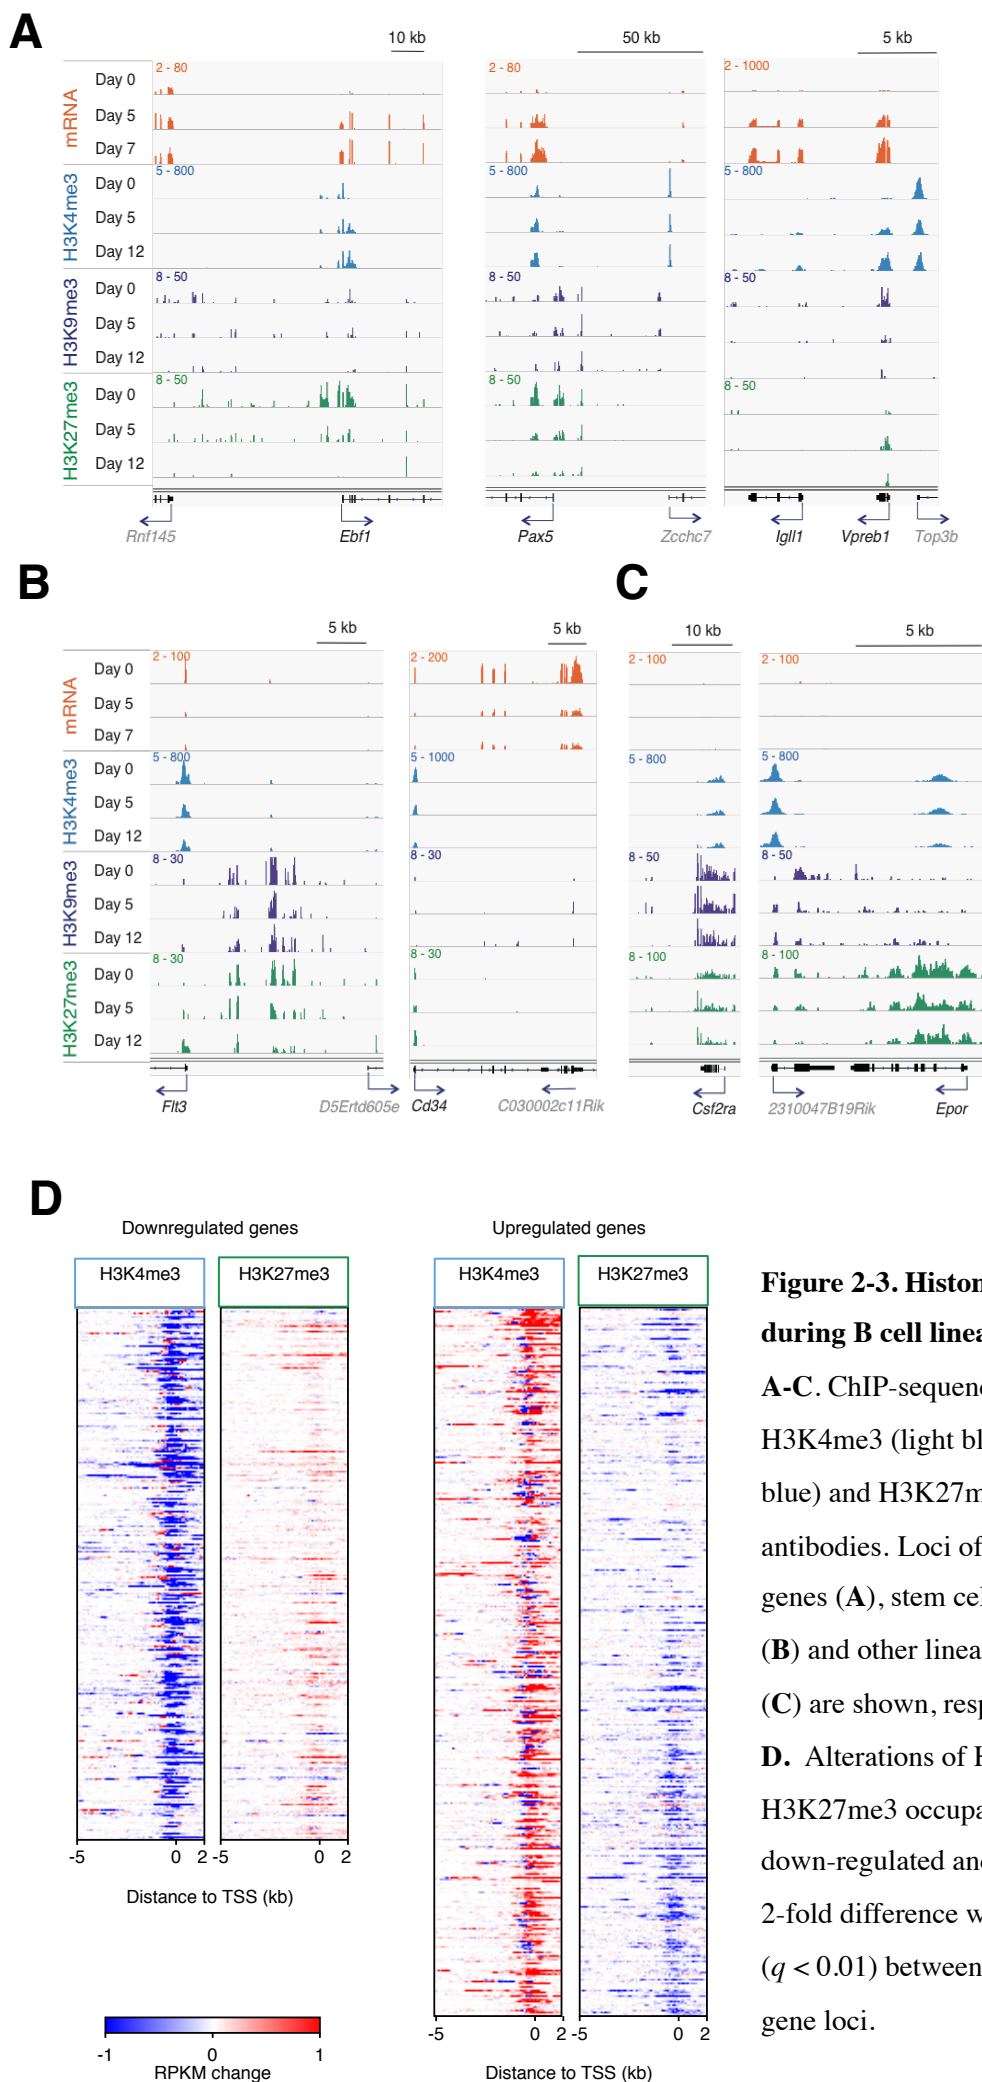 A
10 kb
50 kb
5 kb
mRNA
Day 0
Day 5
Day 7
2 - 80
2 - 80
2 - 1000
H3K4me3
Day 0
Day 5
Day 12
5 - 800
5 - 800
5 - 800
H3K9me3
Day 0
Day 5
Day 12
8 - 50
8 - 50
8 - 50
H3K27me3
Day 0
Day 5
Day 12
8 - 50
8 - 50
8 - 50
Rnf145
Ebf1
Pax5
Zcchc7
Igll1
Vpreb1
Top3b
B
5 kb
5 kb
mRNA
Day 0
Day 5
Day 7
2 - 100
2 - 200
H3K4me3
Day 0
Day 5
Day 12
5 - 800
5 - 1000
H3K9me3
Day 0
Day 5
Day 12
8 - 30
8 - 30
H3K27me3
Day 0
Day 5
Day 12
8 - 30
8 - 30
Flt3
D5Ertd605e
Cd34
C030002c11Rik
C
10 kb
5 kb
2 - 100
2 - 100
5 - 800
5 - 800
8 - 50
8 - 50
8 - 100
8 - 100
Csf2ra
2310047B19Rik
Epor
D
Downregulated genes
H3K4me3
H3K27me3
-5 0 2
-5 0 2
Distance to TSS (kb)
-1 0 1
RPKM change
Upregulated genes
H3K4me3
H3K27me3
-5 0 2
-5 0 2
Distance to TSS (kb)
Figure 2-3. Histon
during B cell linea
A-C. ChIP-sequenc
H3K4me3 (light bl
blue) and H3K27m
antibodies. Loci of
genes (A), stem cel
(B) and other linea
(C) are shown, resp
D. Alterations of H
H3K27me3 occupa
down-regulated and
2-fold difference w
(q < 0.01) between
gene loci.